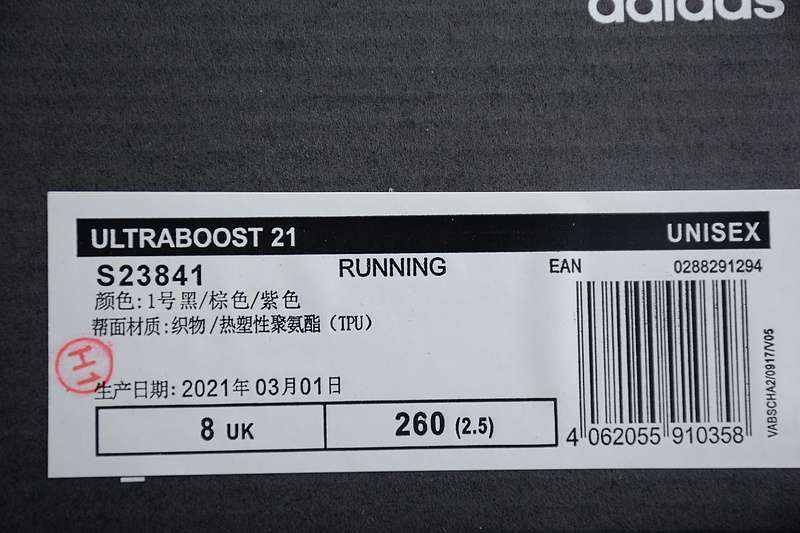 adidas
ULTRABOOST 21 UNISEX
S23841 RUNNING EAN 0288291294
颜色:1号黑/棕色/紫色
帮面材质:织物/热塑性聚氨酯(TPU)
H1
生产日期:2021年03月01日
8 UK 260 (2.5)
4 062055 910358
VABSCHA2/0917/V05